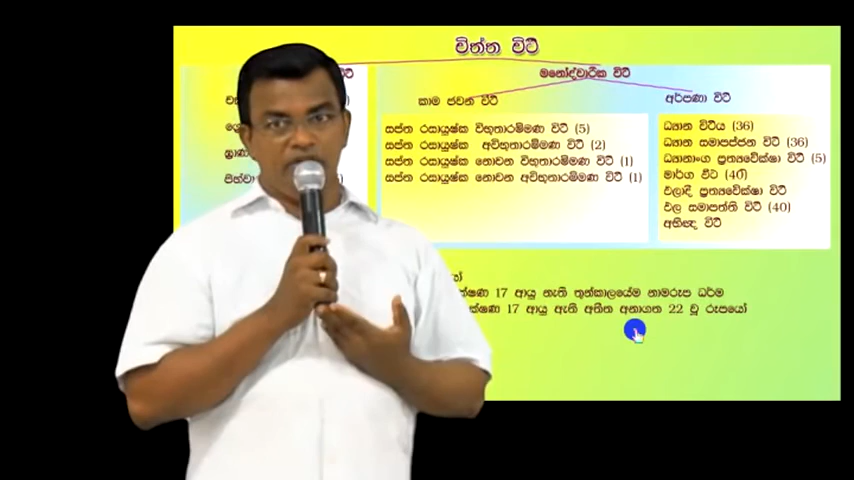 චිත්ත වීථි
මනෝද්වාරික වීථි
කාම ජවන වීථි
අර්පණා වීථි
සප්ත රසායුෂ්ක විභුතාරම්මණ වීථි (5)
සප්ත රසායුෂ්ක අවිභුතාරම්මණ වීථි (2)
සප්ත රසායුෂ්ක නොවන විභුතාරම්මණ වීථි (1)
සප්ත රසායුෂ්ක නොවන අවිභුතාරම්මණ වීථි (1)
ධ්‍යාන වීථිය (36)
ධ්‍යාන සමාපජ්ජන වීථි (36)
ධ්‍යානාංග ප්‍රත්‍යවේක්ෂා වීථි (5)
මාර්ග වීථි (40)
ඵලාදී ප්‍රත්‍යවේක්ෂා වීථි
ඵල සමාපත්ති වීථි (40)
අභිඥා වීථි
17 ආයු නැති තුන්කාලයේම නාමරූප ධර්ම
17 ආයු ඇති අතීත අනාගත 22 වූ රූපයෝ